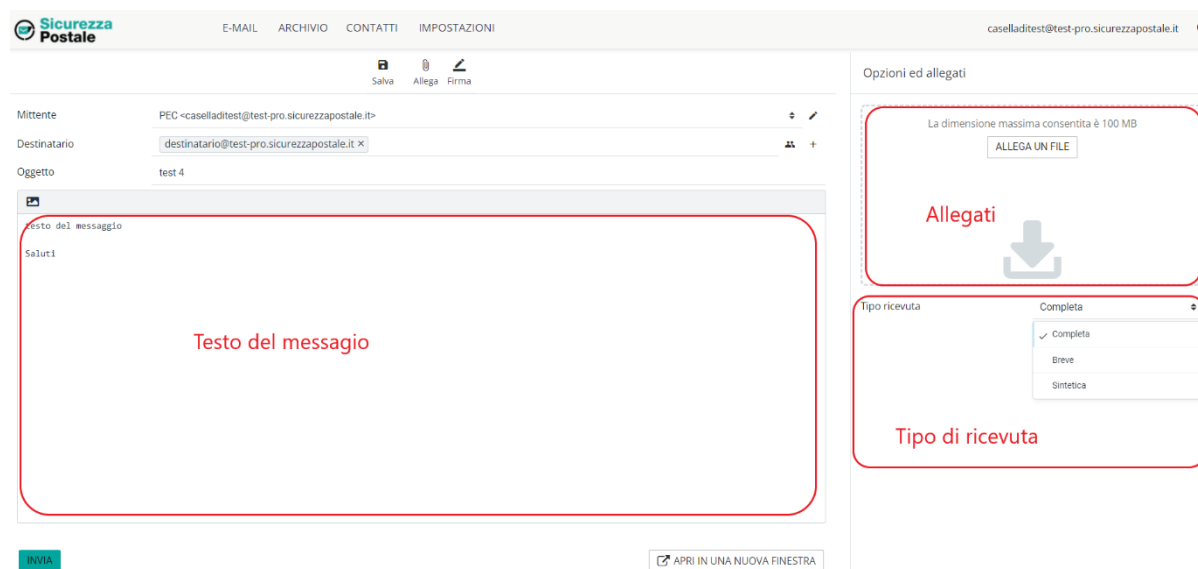 Sicurezza
Postale
E-MAIL ARCHIVIO CONTATTI IMPOSTAZIONI
caselladitest@test-pro.sicurezzapostale.it
Salva Allega Firma
Opzioni ed allegati
Mittente PEC <caselladitest@test-pro.sicurezzapostale.it>
Destinatario destinatario@test-pro.sicurezzapostale.it ×
Oggetto test 4
La dimensione massima consentita è 100 MB
ALLEGA UN FILE
Allegati
Testo del messaggio
Saluti
Testo del messagio
Tipo ricevuta Completa
Completa
Breve
Sintetica
Tipo di ricevuta
INVIA
APRI IN UNA NUOVA FINESTRA